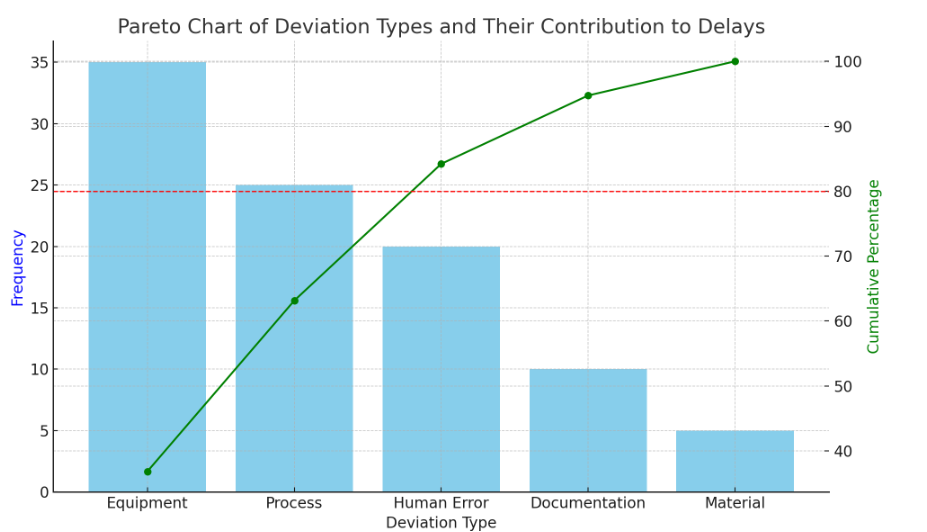 Pareto Chart of Deviation Types and Their Contribution to Delays
35
30
25
20
15
10
5
0
Frequency
100
90
80
70
60
50
40
Cumulative Percentage
Equipment
Process
Human Error
Documentation
Material
Deviation Type